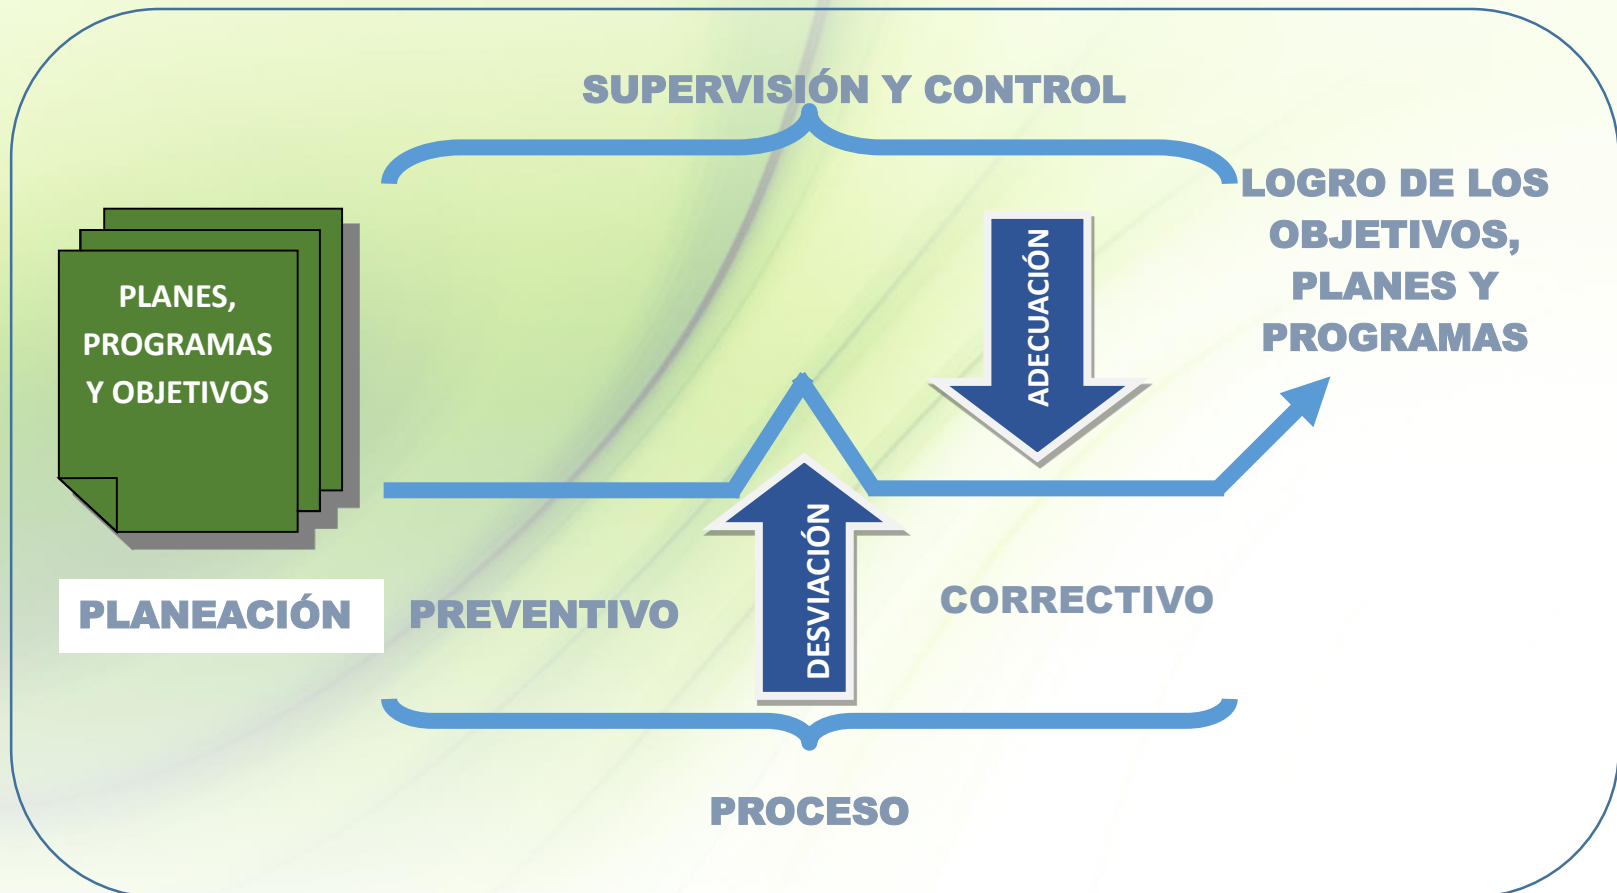 SUPERVISIÓN Y CONTROL
LOGRO DE LOS
OBJETIVOS,
PLANES Y
PROGRAMAS
PLANES,
PROGRAMAS
Y OBJETIVOS
ADECUACIÓN
DESVIACIÓN
PLANEACIÓN
PREVENTIVO
CORRECTIVO
PROCESO